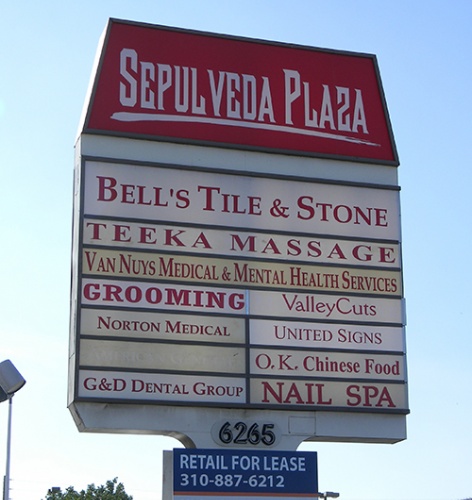 SEPULVEDA PLAZA
BELL'S TILE & STONE
TEEKA MASSAGE
VAN NUYS MEDICAL & MENTAL HEALTH SERVICES
GROOMING
ValleyCuts
NORTON MEDICAL
UNITED SIGNS
O.K. Chinese Food
G&D DENTAL GROUP
NAIL SPA
6265
RETAIL FOR LEASE
310-887-6212